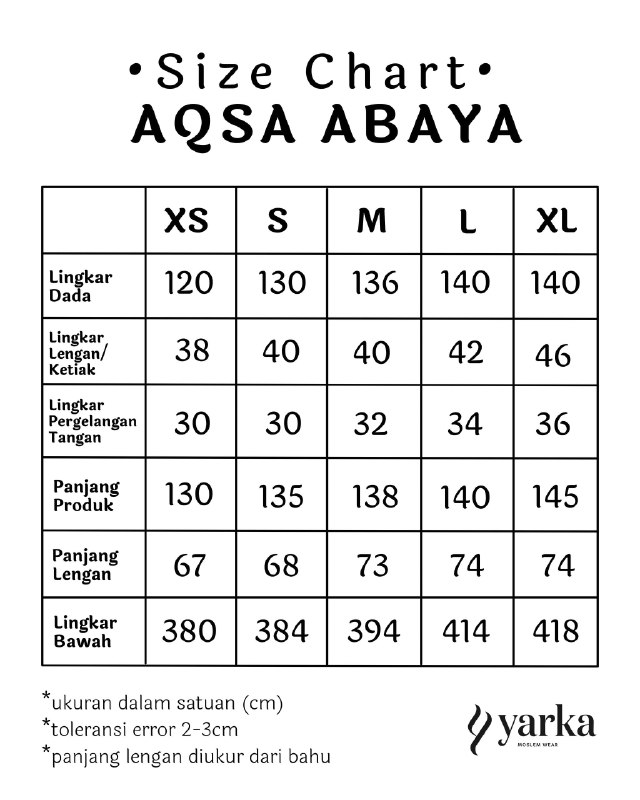 •Size Chart•
AQSA ABAYA
XS S M L XL
Lingkar
Dada
120 130 136 140 140
Lingkar
Lengan/
Ketiak
38 40 40 42 46
Lingkar
Pergelangan
Tangan
30 30 32 34 36
Panjang
Produk
130 135 138 140 145
Panjang
Lengan
67 68 73 74 74
Lingkar
Bawah
380 384 394 414 418
*ukuran dalam satuan (cm)
*toleransi error 2-3cm
*panjang lengan diukur dari bahu
yarka
MOSLEM WEAR